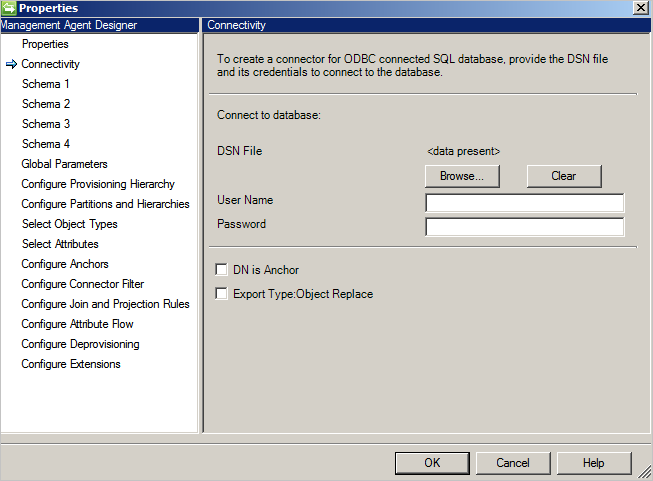 Properties
Management Agent Designer
Connectivity
Properties
Connectivity
Schema 1
Schema 2
Schema 3
Schema 4
Global Parameters
Configure Provisioning Hierarchy
Configure Partitions and Hierarchies
Select Object Types
Select Attributes
Configure Anchors
Configure Connector Filter
Configure Join and Projection Rules
Configure Attribute Flow
Configure Deprovisioning
Configure Extensions
To create a connector for ODBC connected SQL database, provide the DSN file
and its credentials to connect to the database.
Connect to database:
DSN File <data present>
Browse... Clear
User Name
Password
DN is Anchor
Export Type:Object Replace
OK Cancel Help